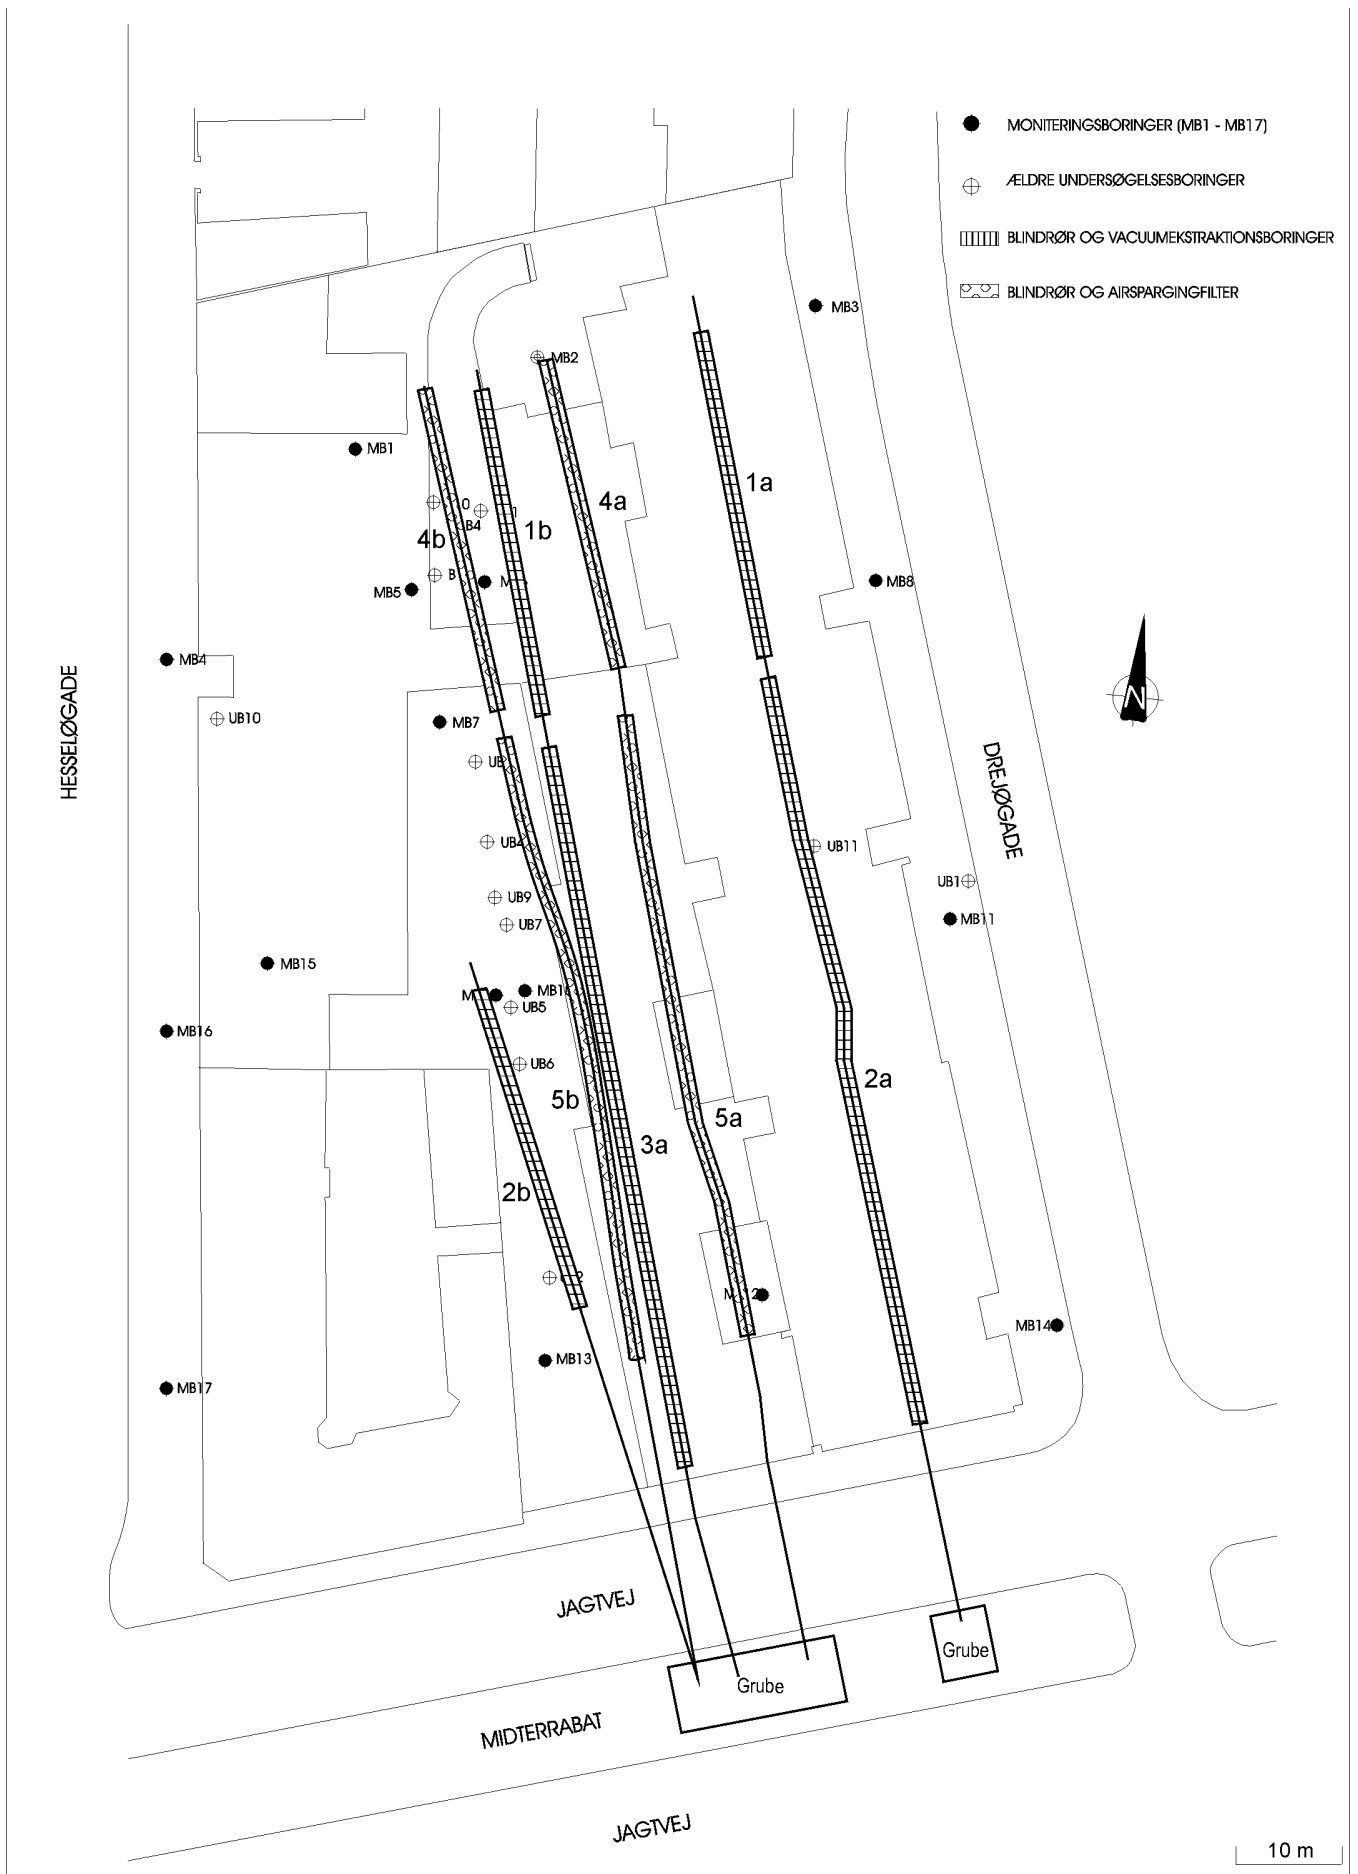 MONITERINGSBORINGER (MB1 - MB17)
ÆLDRE UNDERSØGELSESBORINGER
BLINDRØR OG VACUUMEKSTRAKTIONSBORINGER
BLINDRØR OG AIRSPARGINGFILTER
MB3
MB2
MB1
1a
4a
1b
4b
B4
MB5
MB8
MB4
HESSELØGADE
N
UB10
MB7
DREJØGADE
UB4
UB11
UB1
UB9
UB7
MB11
MB15
UB5
MB16
UB6
2a
5b
5a
3a
2b
MB14
MB13
MB17
JAGTVEJ
Grube
Grube
MIDTERRABAT
JAGTVEJ
10 m